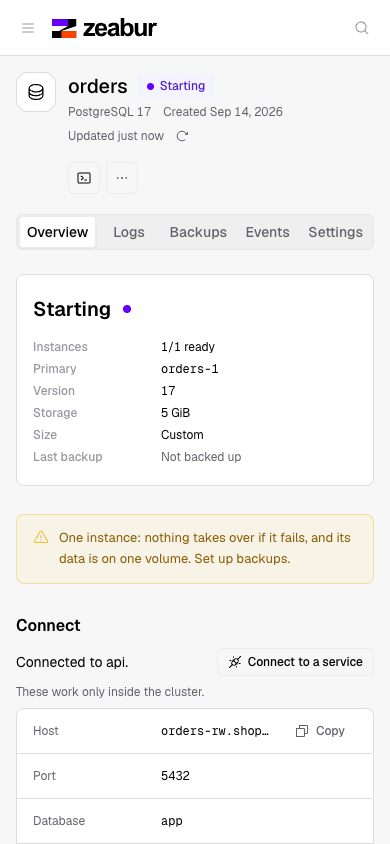 zeabur
orders
Starting
PostgreSQL 17 Created Sep 14, 2026
Updated just now
Overview Logs Backups Events Settings
Starting
Instances 1/1 ready
Primary orders-1
Version 17
Storage 5 GiB
Size Custom
Last backup Not backed up
One instance: nothing takes over if it fails, and its
data is on one volume. Set up backups.
Connect
Connected to api.
Connect to a service
These work only inside the cluster.
Host orders-rw.shop… Copy
Port 5432
Database app